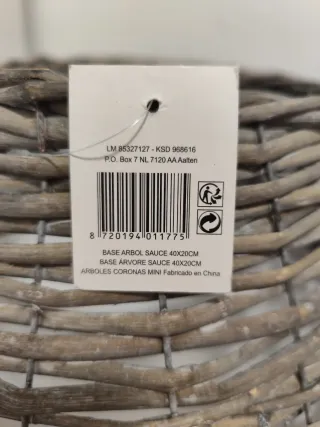 LM 85327127 - KSD 968616
P.O. Box 7 NL 7120 AA Aalten
8 720194 011775
BASE ARBOL SAUCE 40X20CM
BASE ÁRVORE SAUCE 40X20CM
ARBOLES CORONAS MINI Fabricado en China